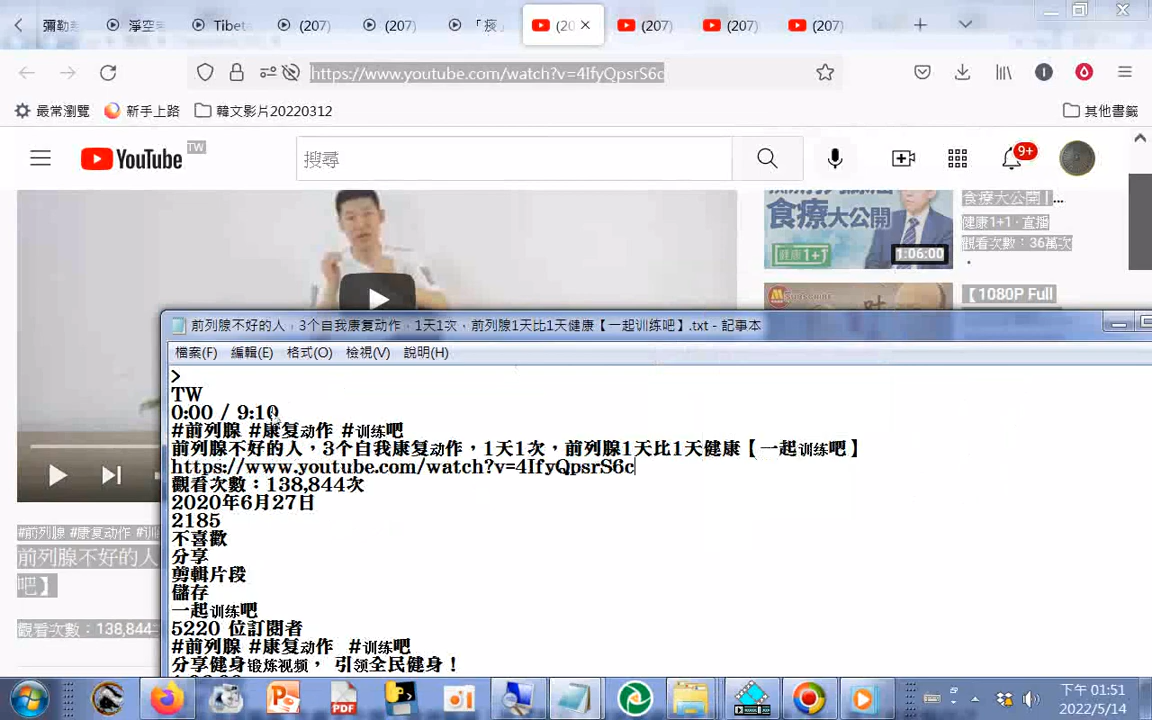 彌勒
淨空
Tibet
(207)
(207)
「痰
(20
(207)
(207)
(207)
https://www.youtube.com/watch?v=4IfyQpsrS6c
最常瀏覽
新手上路
韓文影片20220312
其他書籤
YouTube
TW
搜尋
9+
食療大公開
健康1+1
1:06:00
食療大公開 | ...
健康1+1 · 直播
觀看次數：36萬次
【1080P Full
#前列腺 #康复动作 #训
前列腺不好的人
吧】
觀看次數：138,844
前列腺不好的人，3个自我康复动作，1天1次，前列腺1天比1天健康【一起训练吧】.txt - 記事本
檔案(F) 編輯(E) 格式(O) 檢視(V) 說明(H)
>
TW
0:00 / 9:10
#前列腺 #康复动作 #训练吧
前列腺不好的人，3个自我康复动作，1天1次，前列腺1天比1天健康【一起训练吧】
https://www.youtube.com/watch?v=4IfyQpsrS6c
觀看次數：138,844次
2020年6月27日
2185
不喜歡
分享
剪輯片段
儲存
一起训练吧
5220 位訂閱者
#前列腺 #康复动作 #训练吧
分享健身锻炼视频， 引领全民健身！
PDF
下午 01:51
2022/5/14